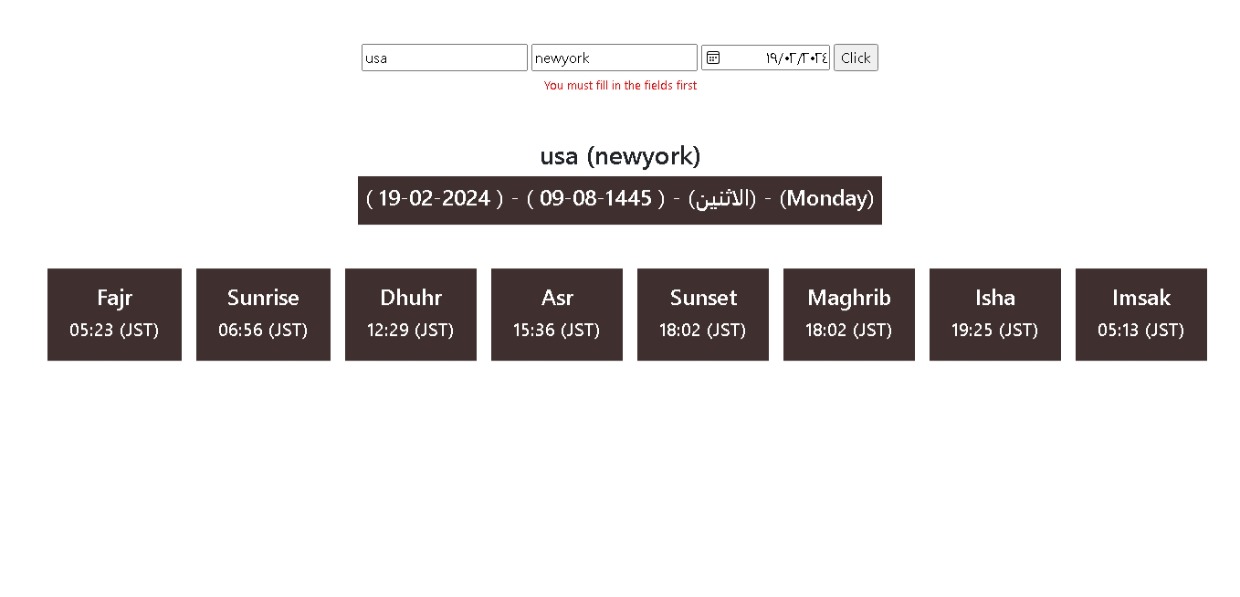 usa newyork ١٩/٠٢/٢٠٢٤ Click
You must fill in the fields first
usa (newyork)
( 19-02-2024 ) - ( 09-08-1445 ) - (الاثنين) - (Monday)
Fajr Sunrise Dhuhr Asr Sunset Maghrib Isha Imsak
05:23 (JST) 06:56 (JST) 12:29 (JST) 15:36 (JST) 18:02 (JST) 18:02 (JST) 19:25 (JST) 05:13 (JST)